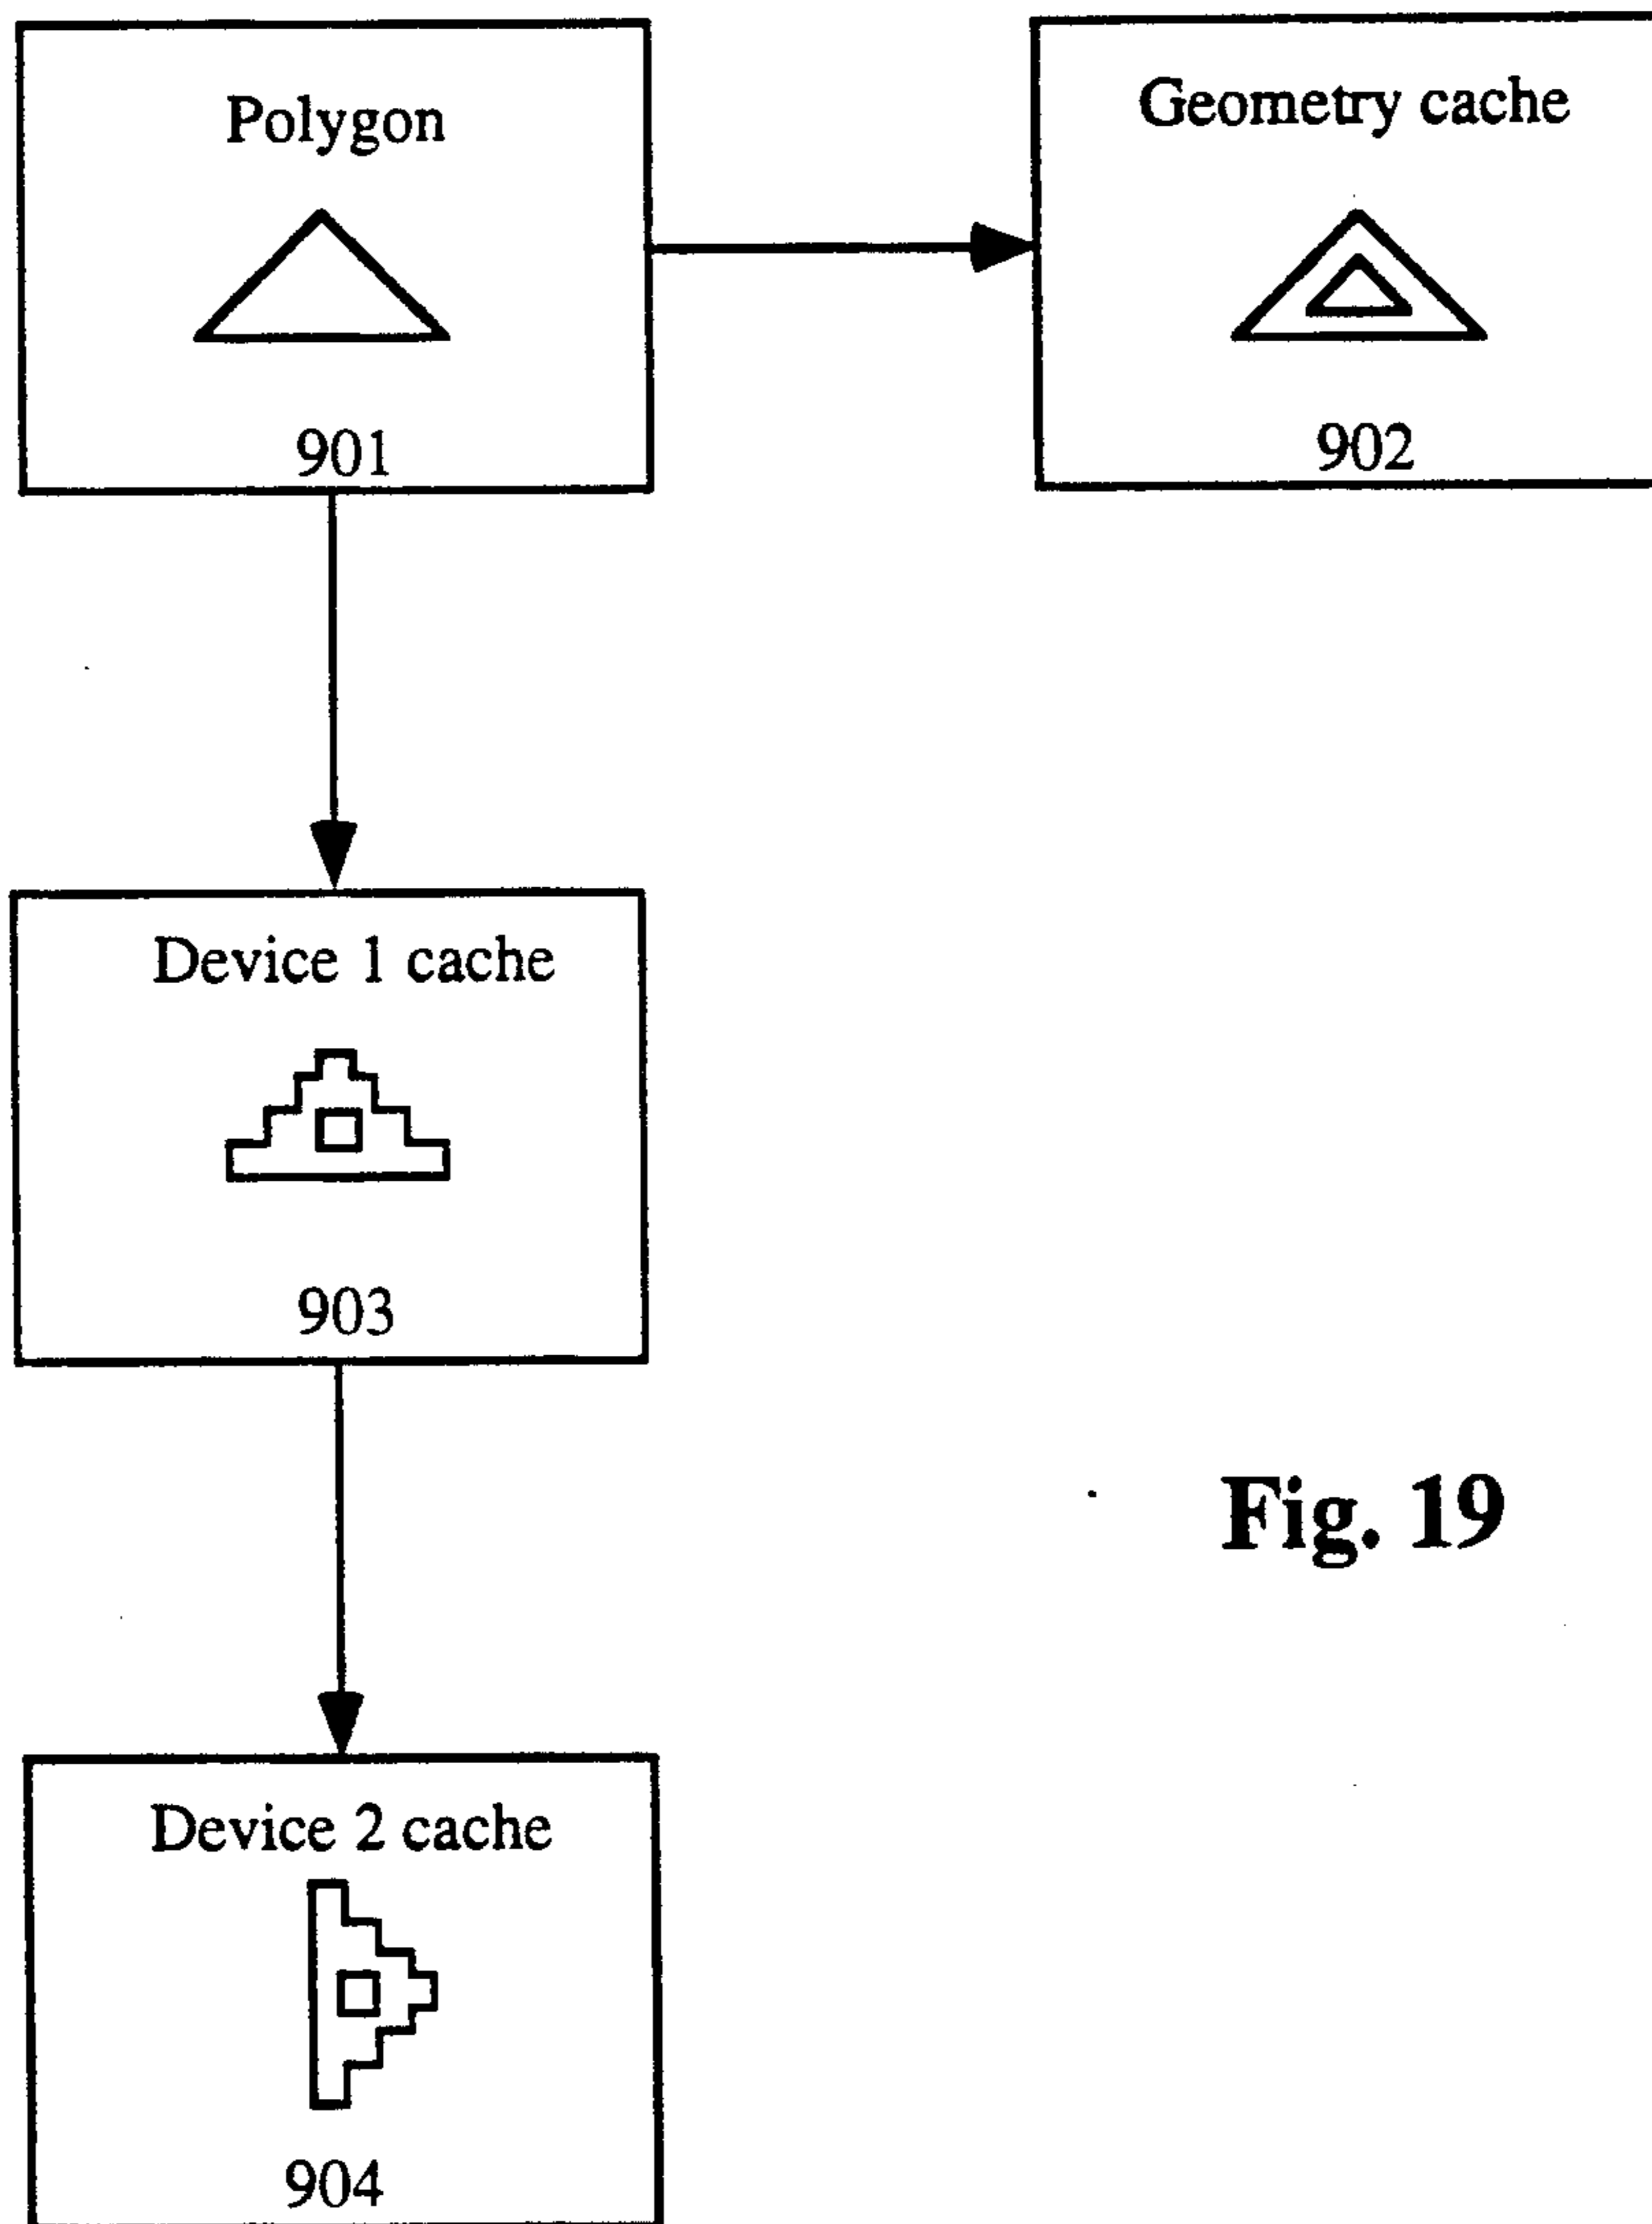 Polygon
901
Geometry cache
902
Device 1 cache
903
Fig. 19
Device 2 cache
904